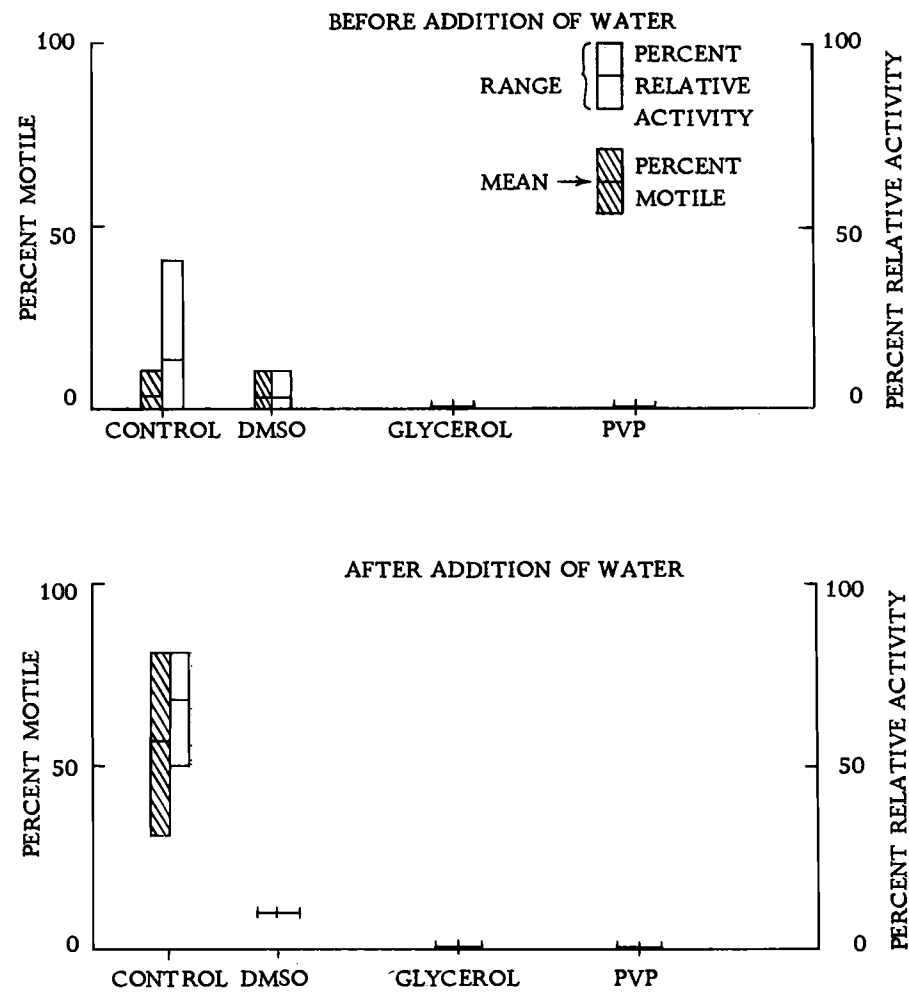 BEFORE ADDITION OF WATER
100
100
PERCENT
RANGE
RELATIVE
ACTIVITY
PERCENT
MEAN
MOTILE
PERCENT MOTILE
50
50
PERCENT RELATIVE ACTIVITY
0
0
CONTROL DMSO GLYCEROL PVP
AFTER ADDITION OF WATER
100
100
PERCENT MOTILE
50
50
PERCENT RELATIVE ACTIVITY
0
0
CONTROL DMSO GLYCEROL PVP